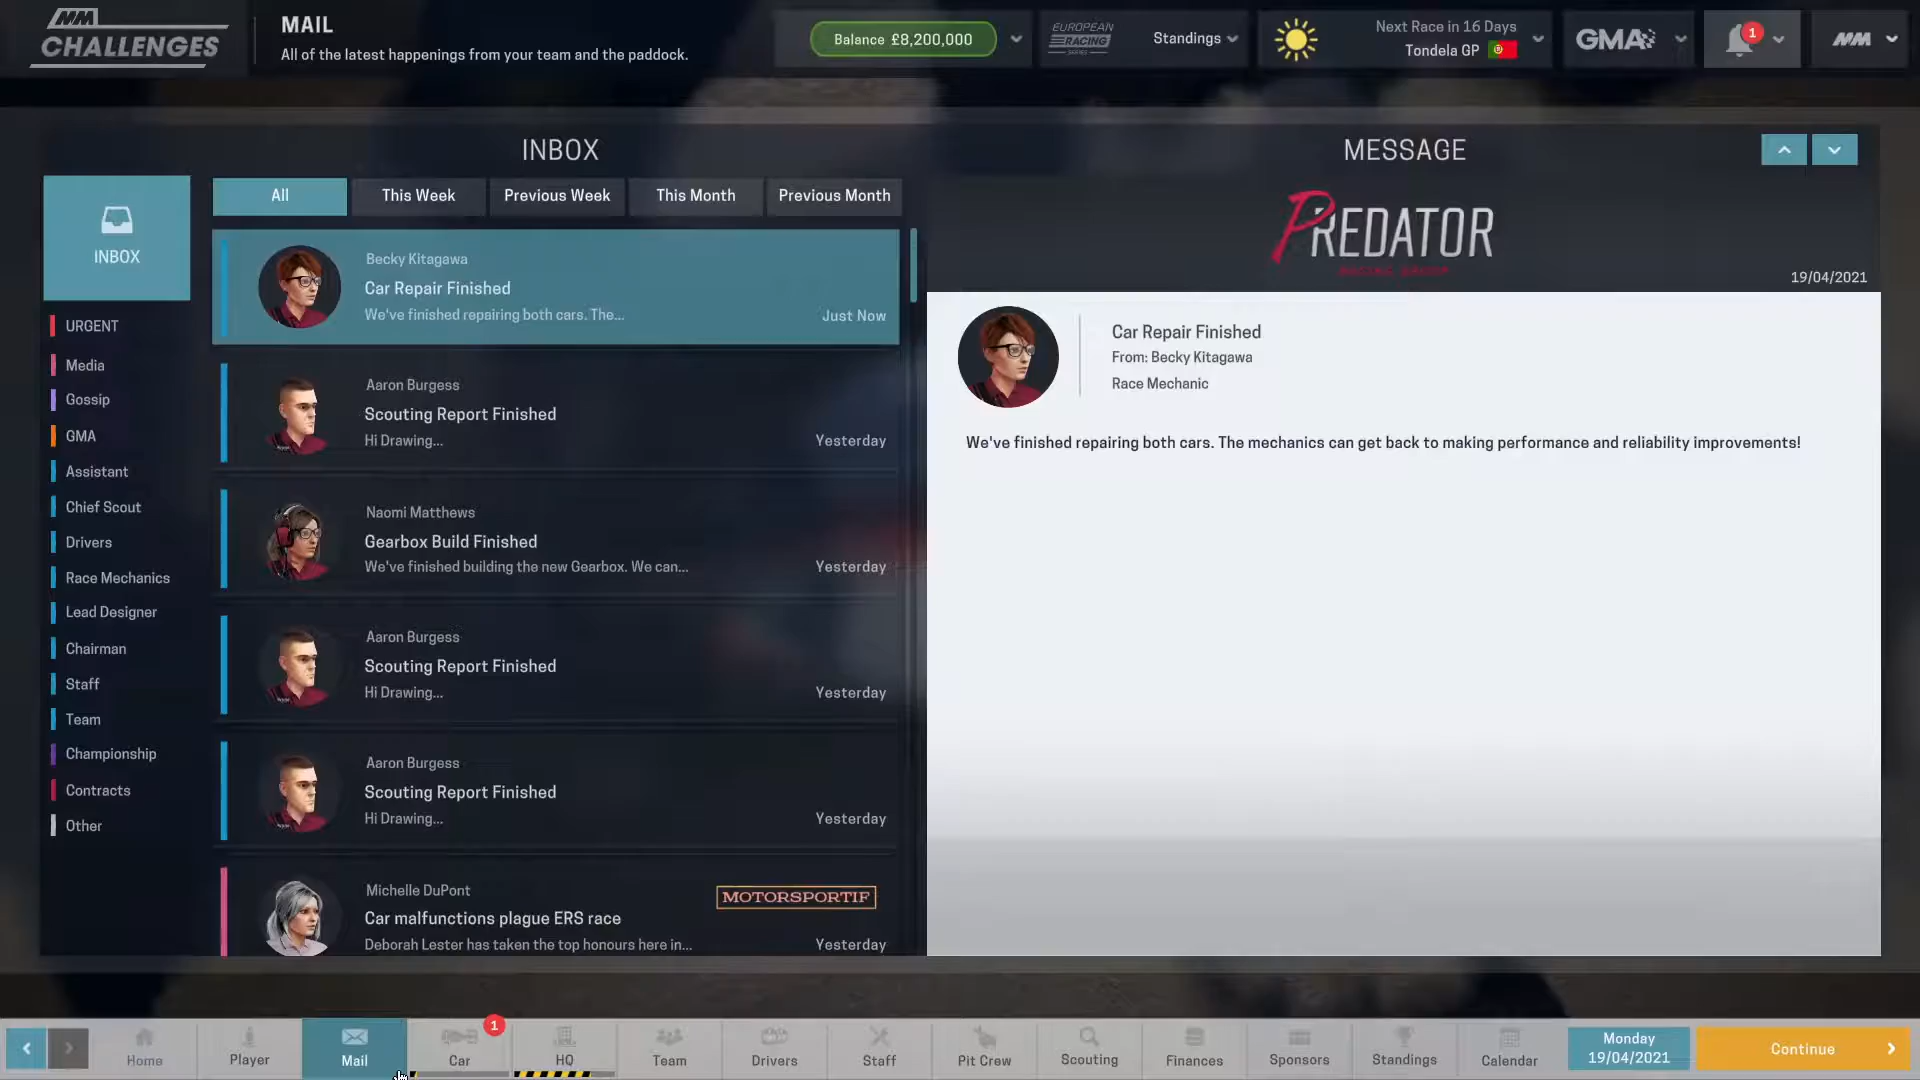 MM
CHALLENGES
MAIL
All of the latest happenings from your team and the paddock.
Balance £8,200,000
EUROPEAN
RACING
SERIES
Standings
Next Race in 16 Days
Tondela GP
GMA
1
MM
INBOX
MESSAGE
INBOX
URGENT
Media
Gossip
GMA
Assistant
Chief Scout
Drivers
Race Mechanics
Lead Designer
Chairman
Staff
Team
Championship
Contracts
Other
All
This Week
Previous Week
This Month
Previous Month
Becky Kitagawa
Car Repair Finished
We've finished repairing both cars. The...
Just Now
Aaron Burgess
Scouting Report Finished
Hi Drawing...
Yesterday
Naomi Matthews
Gearbox Build Finished
We've finished building the new Gearbox. We can...
Yesterday
Aaron Burgess
Scouting Report Finished
Hi Drawing...
Yesterday
Aaron Burgess
Scouting Report Finished
Hi Drawing...
Yesterday
Michelle DuPont
MOTORSPORTIF
Car malfunctions plague ERS race
Deborah Lester has taken the top honours here in...
Yesterday
PREDATOR
RACING GROUP
19/04/2021
Car Repair Finished
From: Becky Kitagawa
Race Mechanic
We've finished repairing both cars. The mechanics can get back to making performance and reliability improvements!
Home
Player
Mail
1
Car
HQ
Team
Drivers
Staff
Pit Crew
Scouting
Finances
Sponsors
Standings
Calendar
Monday
19/04/2021
Continue